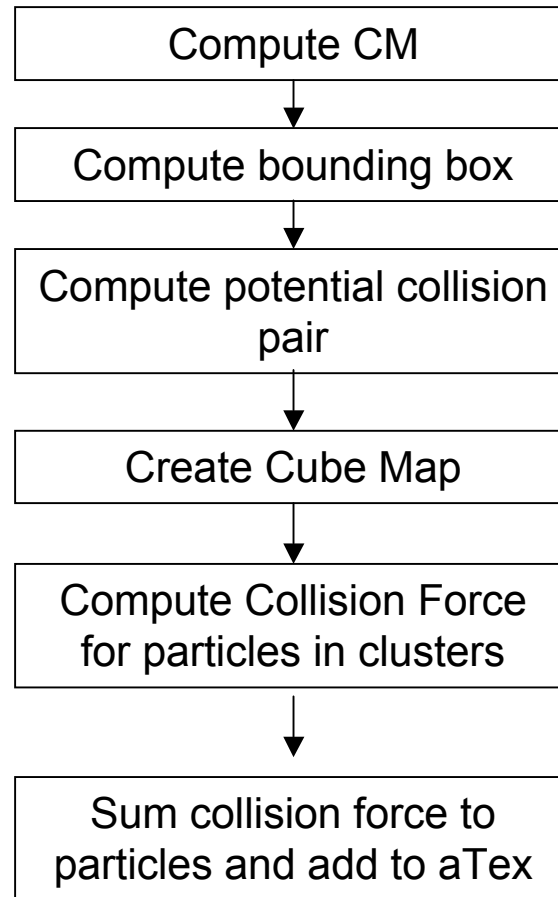 Compute CM
Compute bounding box
Compute potential collision
pair
Create Cube Map
Compute Collision Force
for particles in clusters
Sum collision force to
particles and add to aTex